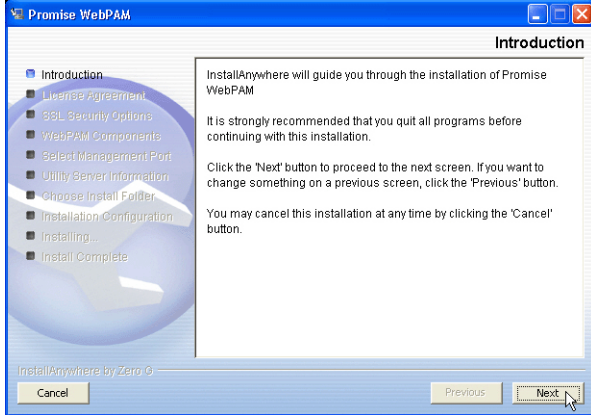 Promise WebPAM
Introduction
Introduction
License Agreement
SSL Security Options
WebPAM Components
Select Management Port
Utility Server Information
Choose Install Folder
Installation Configuration
Installing...
Install Complete
InstallAnywhere will guide you through the installation of Promise
WebPAM
It is strongly recommended that you quit all programs before
continuing with this installation.
Click the 'Next' button to proceed to the next screen. If you want to
change something on a previous screen, click the 'Previous' button.
You may cancel this installation at any time by clicking the 'Cancel'
button.
InstallAnywhere by Zero G
Cancel
Previous
Next